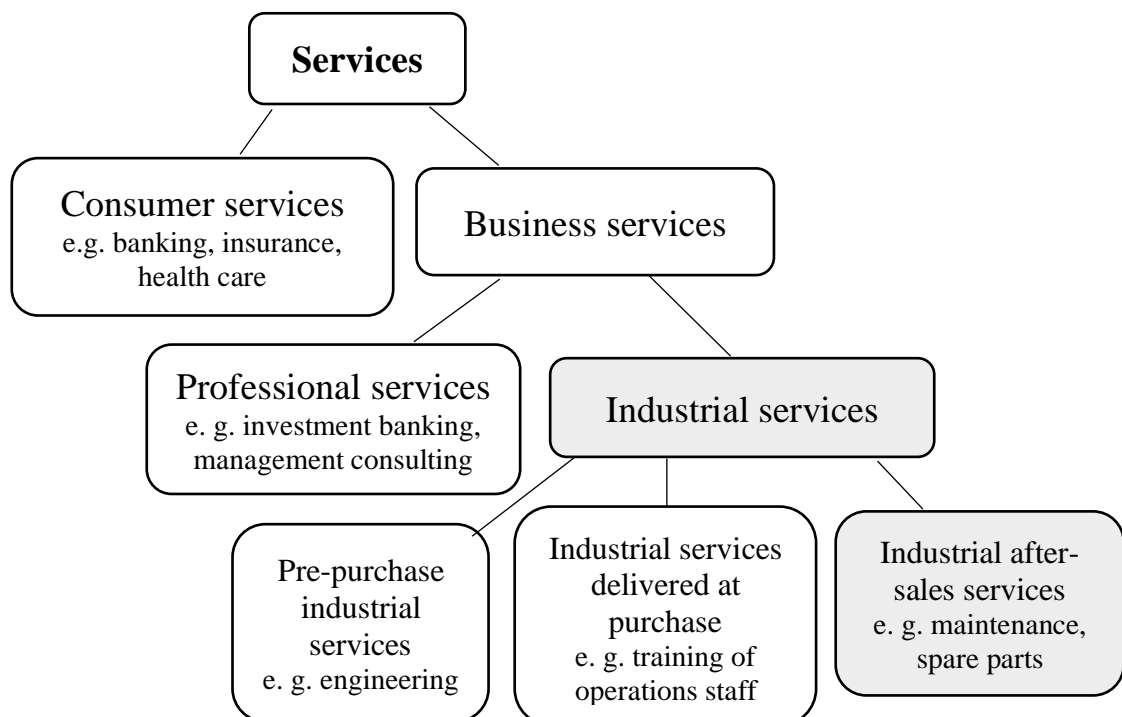 Services
Consumer services
e.g. banking, insurance,
health care
Business services
Professional services
e. g. investment banking,
management consulting
Industrial services
Pre-purchase
industrial
services
e. g. engineering
Industrial services
delivered at
purchase
e. g. training of
operations staff
Industrial after-
sales services
e. g. maintenance,
spare parts